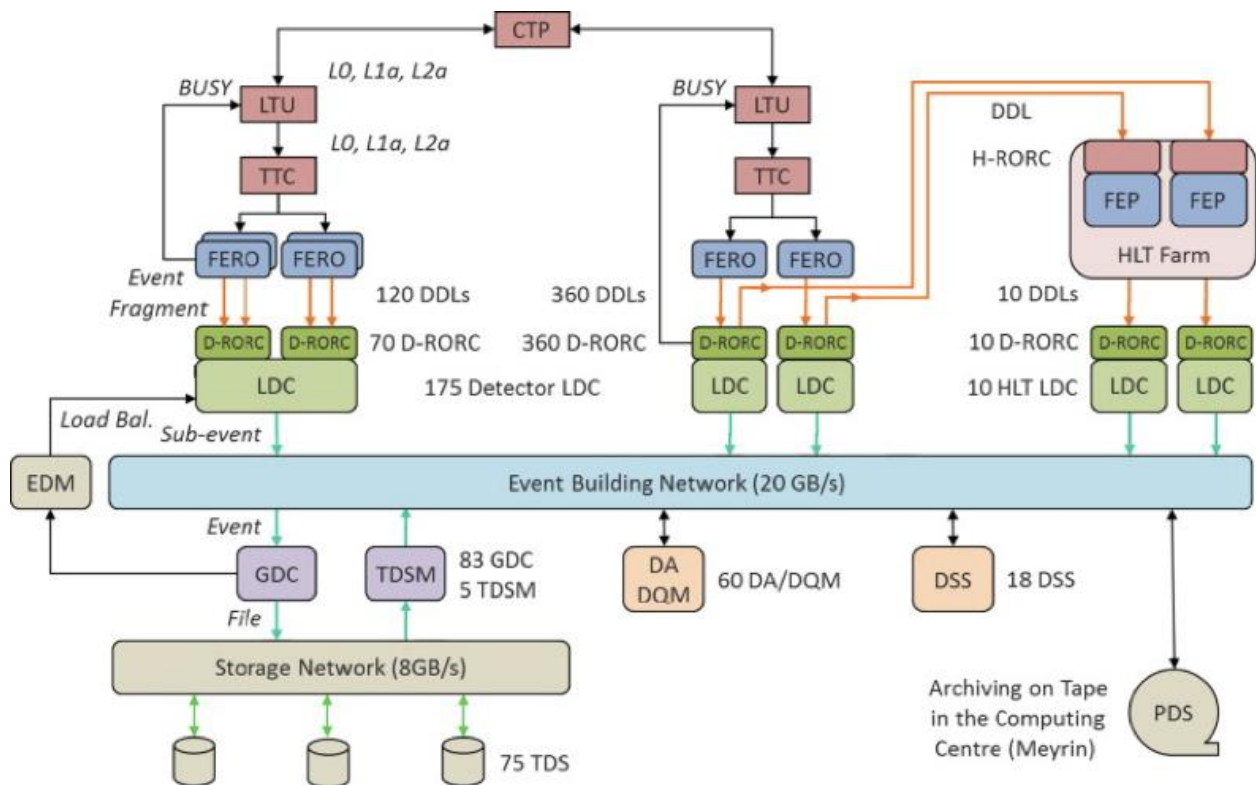 CTP
L0, L1a, L2a
BUSY
LTU
BUSY
LTU
DDL
L0, L1a, L2a
H-RORC
TTC
TTC
FEP
FEP
FERO
FERO
FERO
FERO
HLT Farm
Event
Fragment
120 DDLs
360 DDLs
10 DDLs
D-RORC
D-RORC
70 D-RORC
360 D-RORC
D-RORC
D-RORC
10 D-RORC
D-RORC
D-RORC
LDC
175 Detector LDC
LDC
LDC
10 HLT LDC
LDC
LDC
Load Bal.
Sub-event
EDM
Event Building Network (20 GB/s)
Event
GDC
TDSM
83 GDC
5 TDSM
DA
DQM
60 DA/DQM
DSS
18 DSS
File
Storage Network (8GB/s)
Archiving on Tape
in the Computing
Centre (Meyrin)
PDS
75 TDS